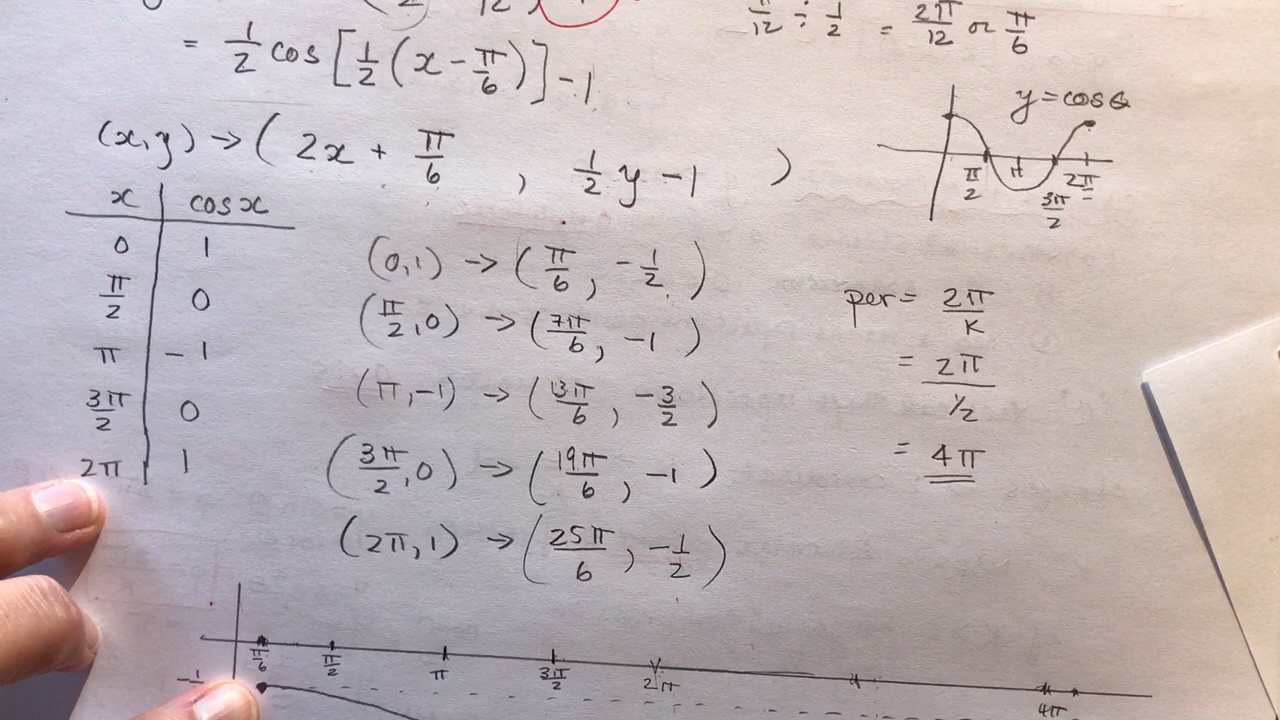 π/12 ÷ 1/2 = 2π/12 or π/6
= 1/2 cos [1/2 (x - π/6)] - 1
y = cos θ
(x, y) → ( 2x + π/6 , 1/2 y - 1 )
π/2 π 3π/2 2π
x cos x
0 1
π/2 0
π -1
3π/2 0
2π 1
(0, 1) → (π/6, -1/2)
(π/2, 0) → (7π/6, -1)
(π, -1) → (13π/6, -3/2)
(3π/2, 0) → (19π/6, -1)
(2π, 1) → (25π/6, -1/2)
per = 2π/K
= 2π/1/2
= 4π
π/6 π/2 π 3π/2 2π 4π